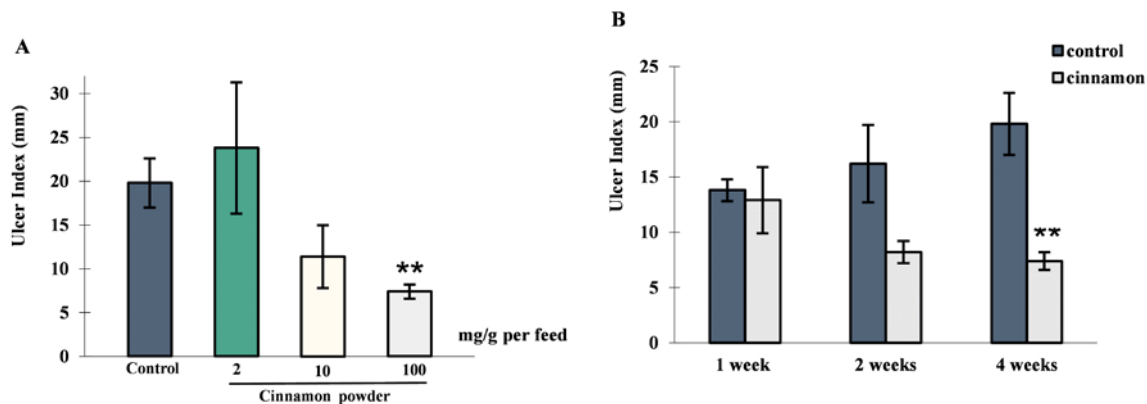 A
Ulcer Index (mm)
30
25
20
15
10
5
0
**
mg/g per feed
Control 2 10 100
Cinnamon powder
B
control
cinnamon
Ulcer Index (mm)
25
20
15
10
5
0
**
1 week 2 weeks 4 weeks